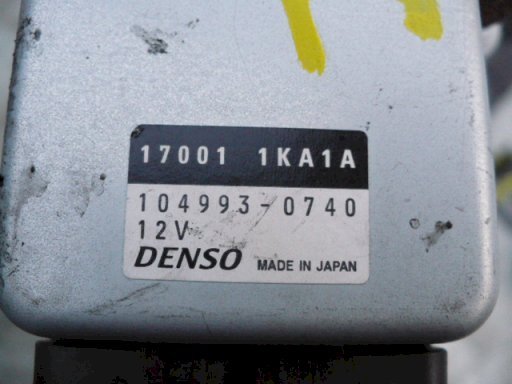 17001 1KA1A
104993-0740
12V
DENSO MADE IN JAPAN